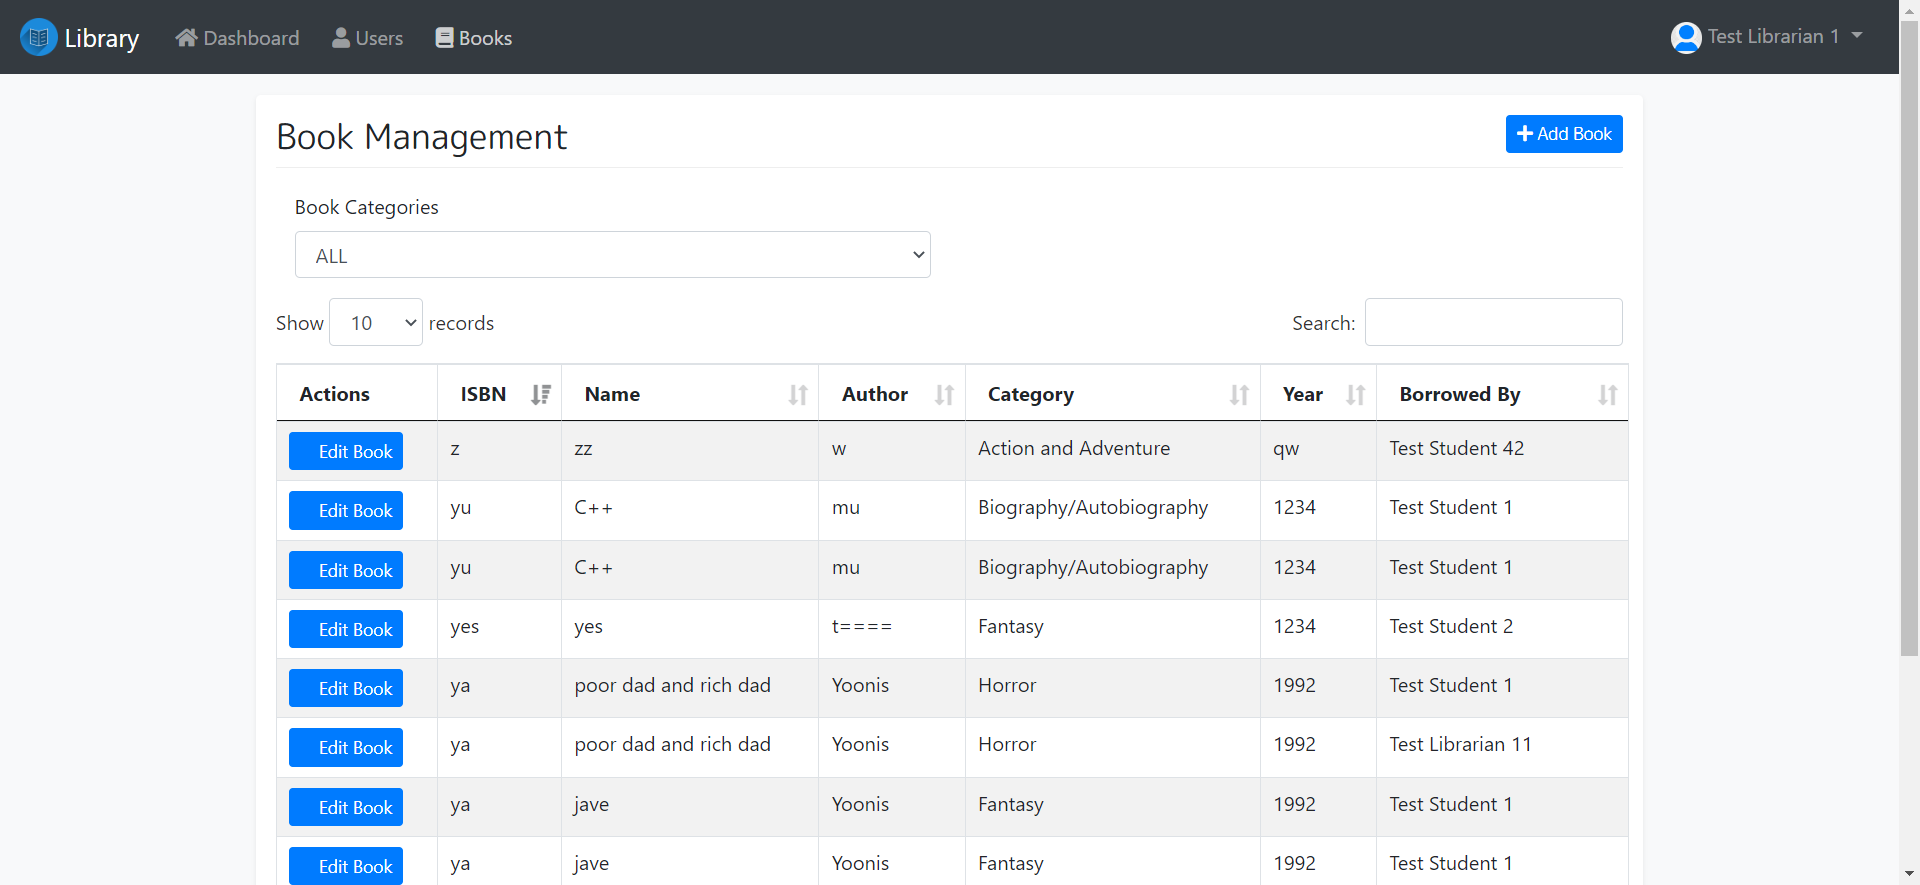 Library Dashboard Users Books Test Librarian 1
Book Management Add Book
Book Categories
ALL
Show 10 records Search:
Actions ISBN Name Author Category Year Borrowed By
Edit Book z zz w Action and Adventure qw Test Student 42
Edit Book yu C++ mu Biography/Autobiography 1234 Test Student 1
Edit Book yu C++ mu Biography/Autobiography 1234 Test Student 1
Edit Book yes yes t==== Fantasy 1234 Test Student 2
Edit Book ya poor dad and rich dad Yoonis Horror 1992 Test Student 1
Edit Book ya poor dad and rich dad Yoonis Horror 1992 Test Librarian 11
Edit Book ya jave Yoonis Fantasy 1992 Test Student 1
Edit Book ya jave Yoonis Fantasy 1992 Test Student 1